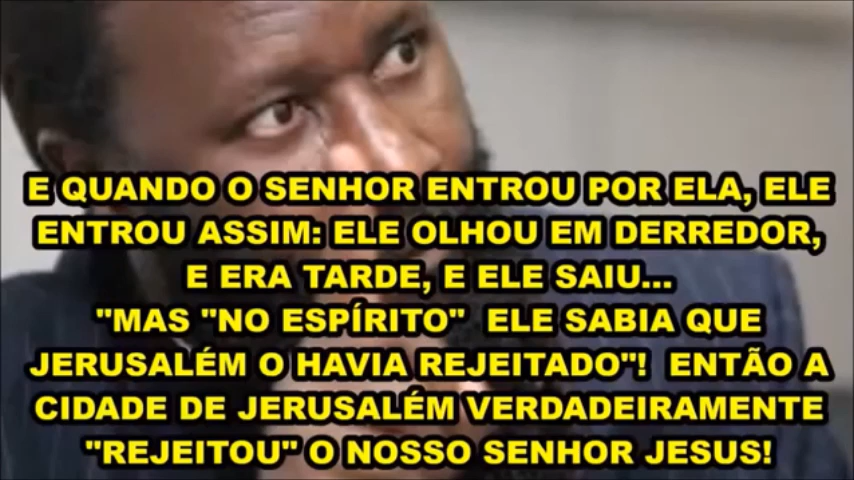 E QUANDO O SENHOR ENTROU POR ELA, ELE
ENTROU ASSIM: ELE OLHOU EM DERREDOR,
E ERA TARDE, E ELE SAIU...
"MAS "NO ESPÍRITO" ELE SABIA QUE
JERUSALÉM O HAVIA REJEITADO"! ENTÃO A
CIDADE DE JERUSALÉM VERDADEIRAMENTE
"REJEITOU" O NOSSO SENHOR JESUS!